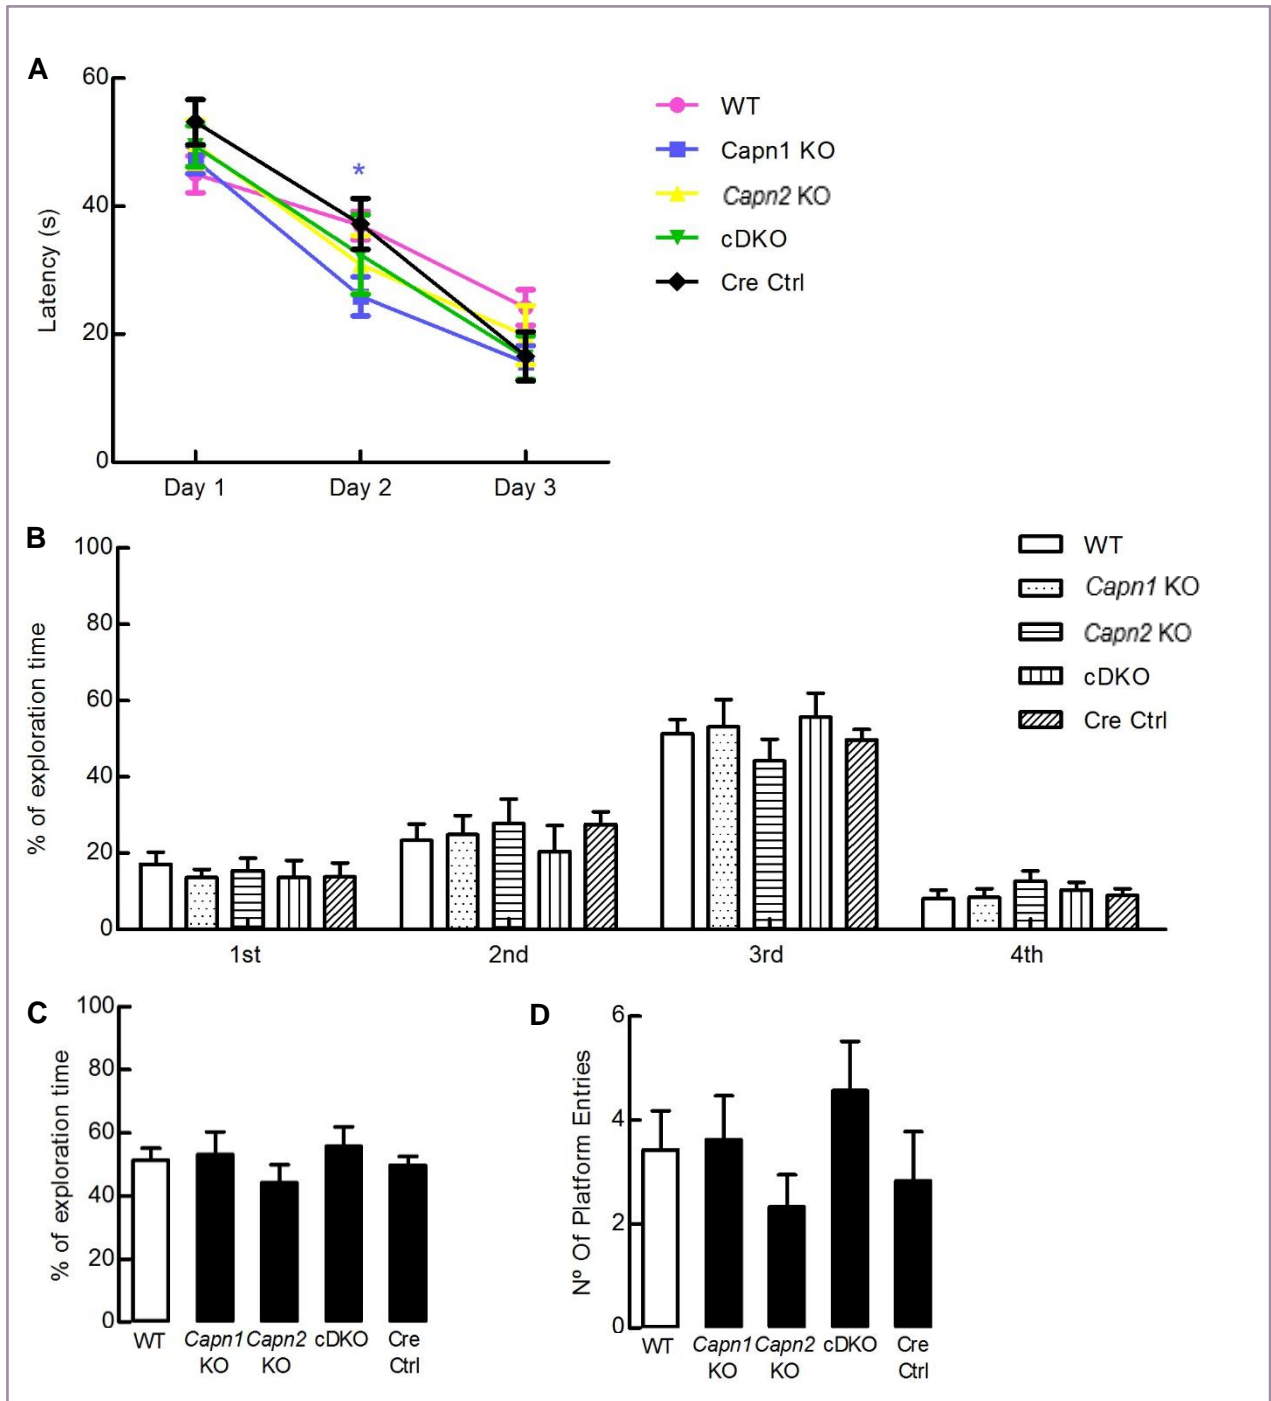 A
60
40
20
0
Latency (s)
*
Day 1 Day 2 Day 3
WT
Capn1 KO
Capn2 KO
cDKO
Cre Ctrl
B
100
80
60
40
20
0
% of exploration time
1st 2nd 3rd 4th
WT
Capn1 KO
Capn2 KO
cDKO
Cre Ctrl
C
100
80
60
40
20
0
% of exploration time
WT Capn1 Capn2 cDKO Cre
KO KO Ctrl
D
6
4
2
0
Nº Of Platform Entries
WT Capn1 Capn2 cDKO Cre
KO KO Ctrl